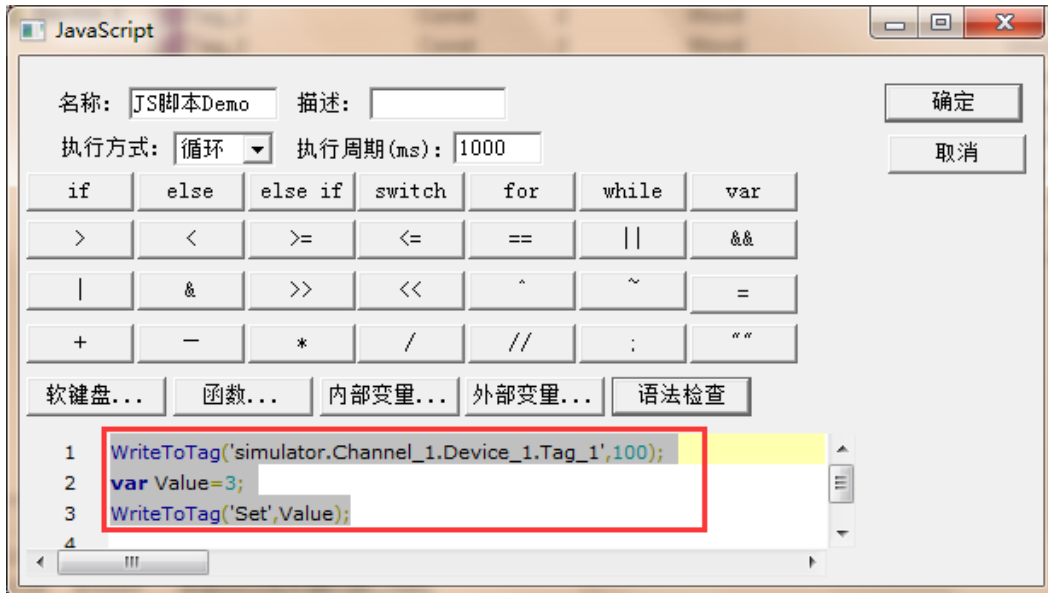 JavaScript
名称: JS脚本Demo 描述:
确定
执行方式: 循环 执行周期(ms): 1000
取消
if else else if switch for while var
> < >= <= == || &&
| & >> << ^ ~ =
+ — * / // ; ""
软键盘... 函数... 内部变量... 外部变量... 语法检查
1 WriteToTag('simulator.Channel_1.Device_1.Tag_1',100);
2 var Value=3;
3 WriteToTag('Set',Value);
4